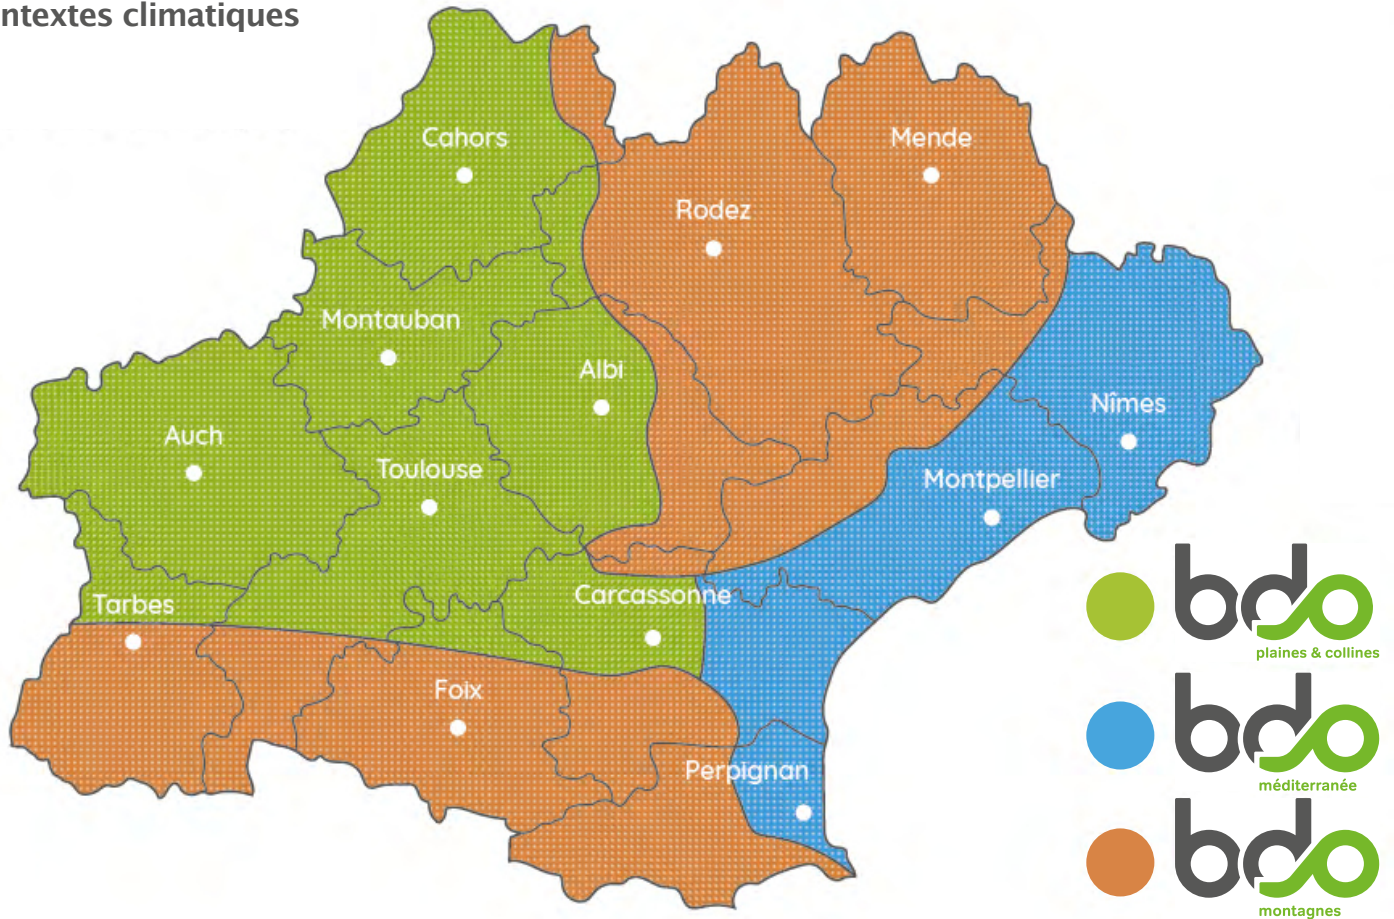 ntextes climatiques
Cahors
Mende
Rodez
Montauban
Albi
Nîmes
Auch
Toulouse
Montpellier
Carcassonne
Tarbes
Foix
Perpignan
bdo
plaines & collines
bdo
méditerranée
bdo
montagnes